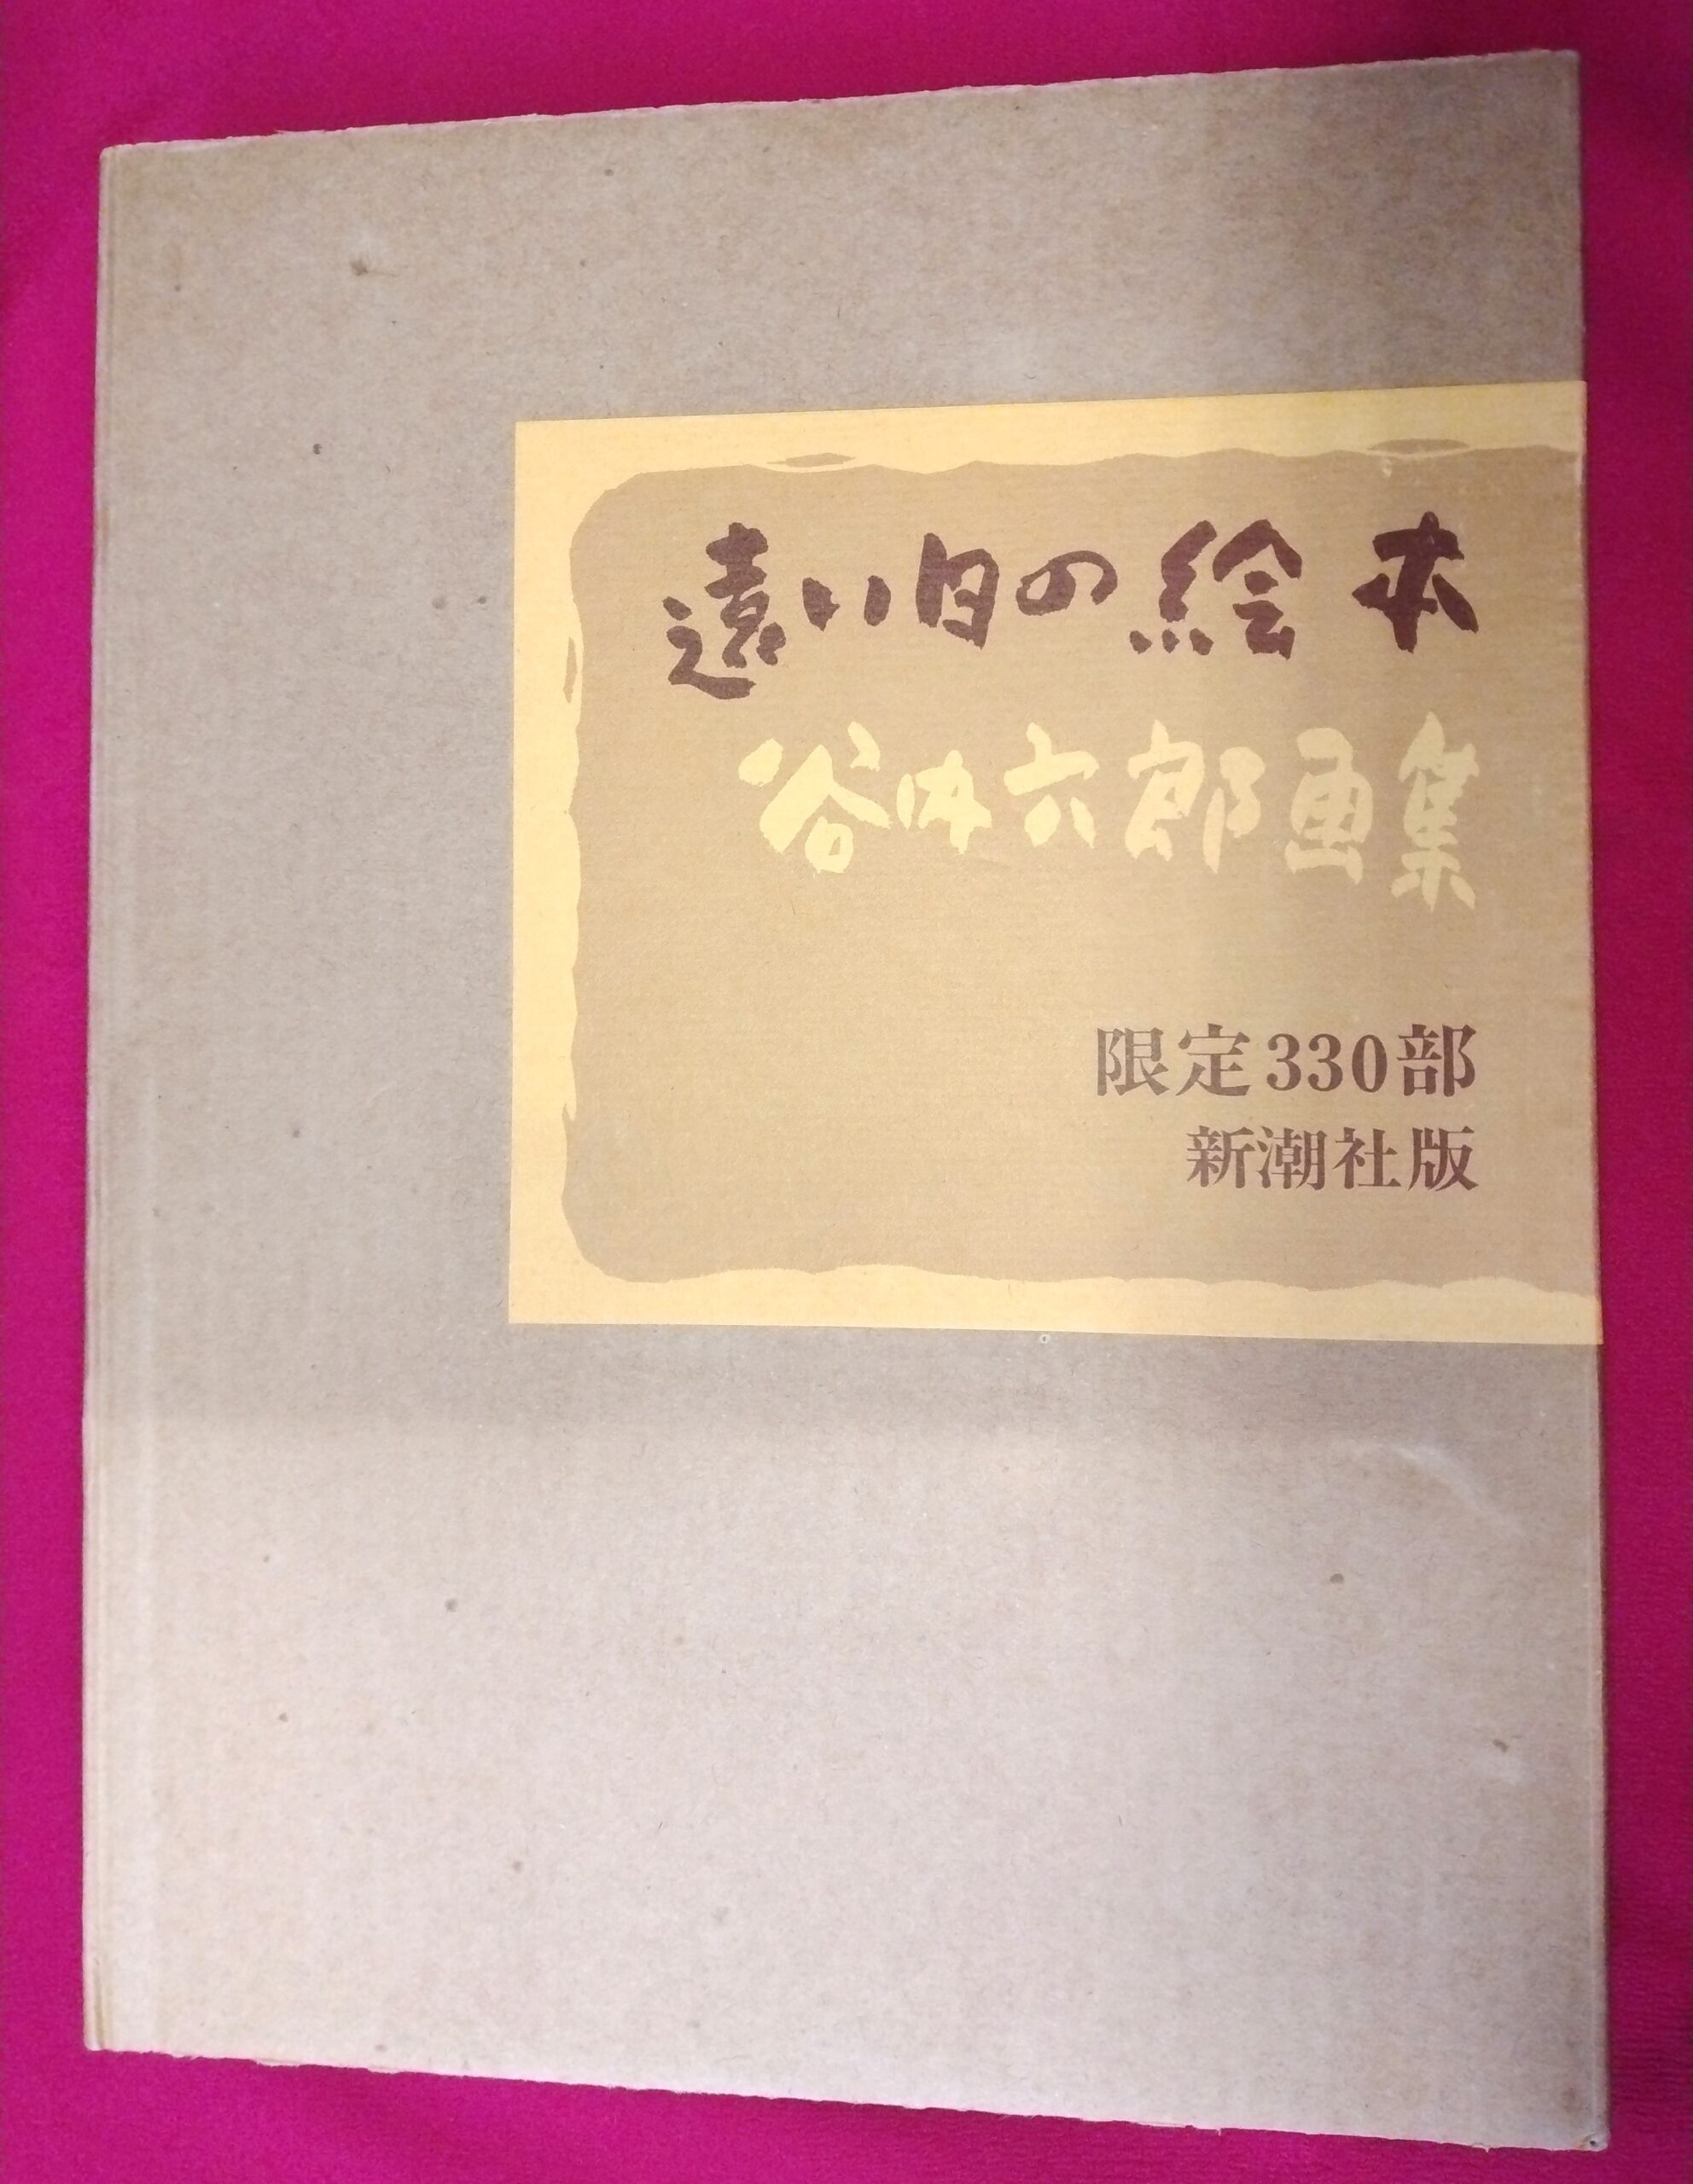 遠い日の絵本
谷内六郎画集
限定330部
新潮社版